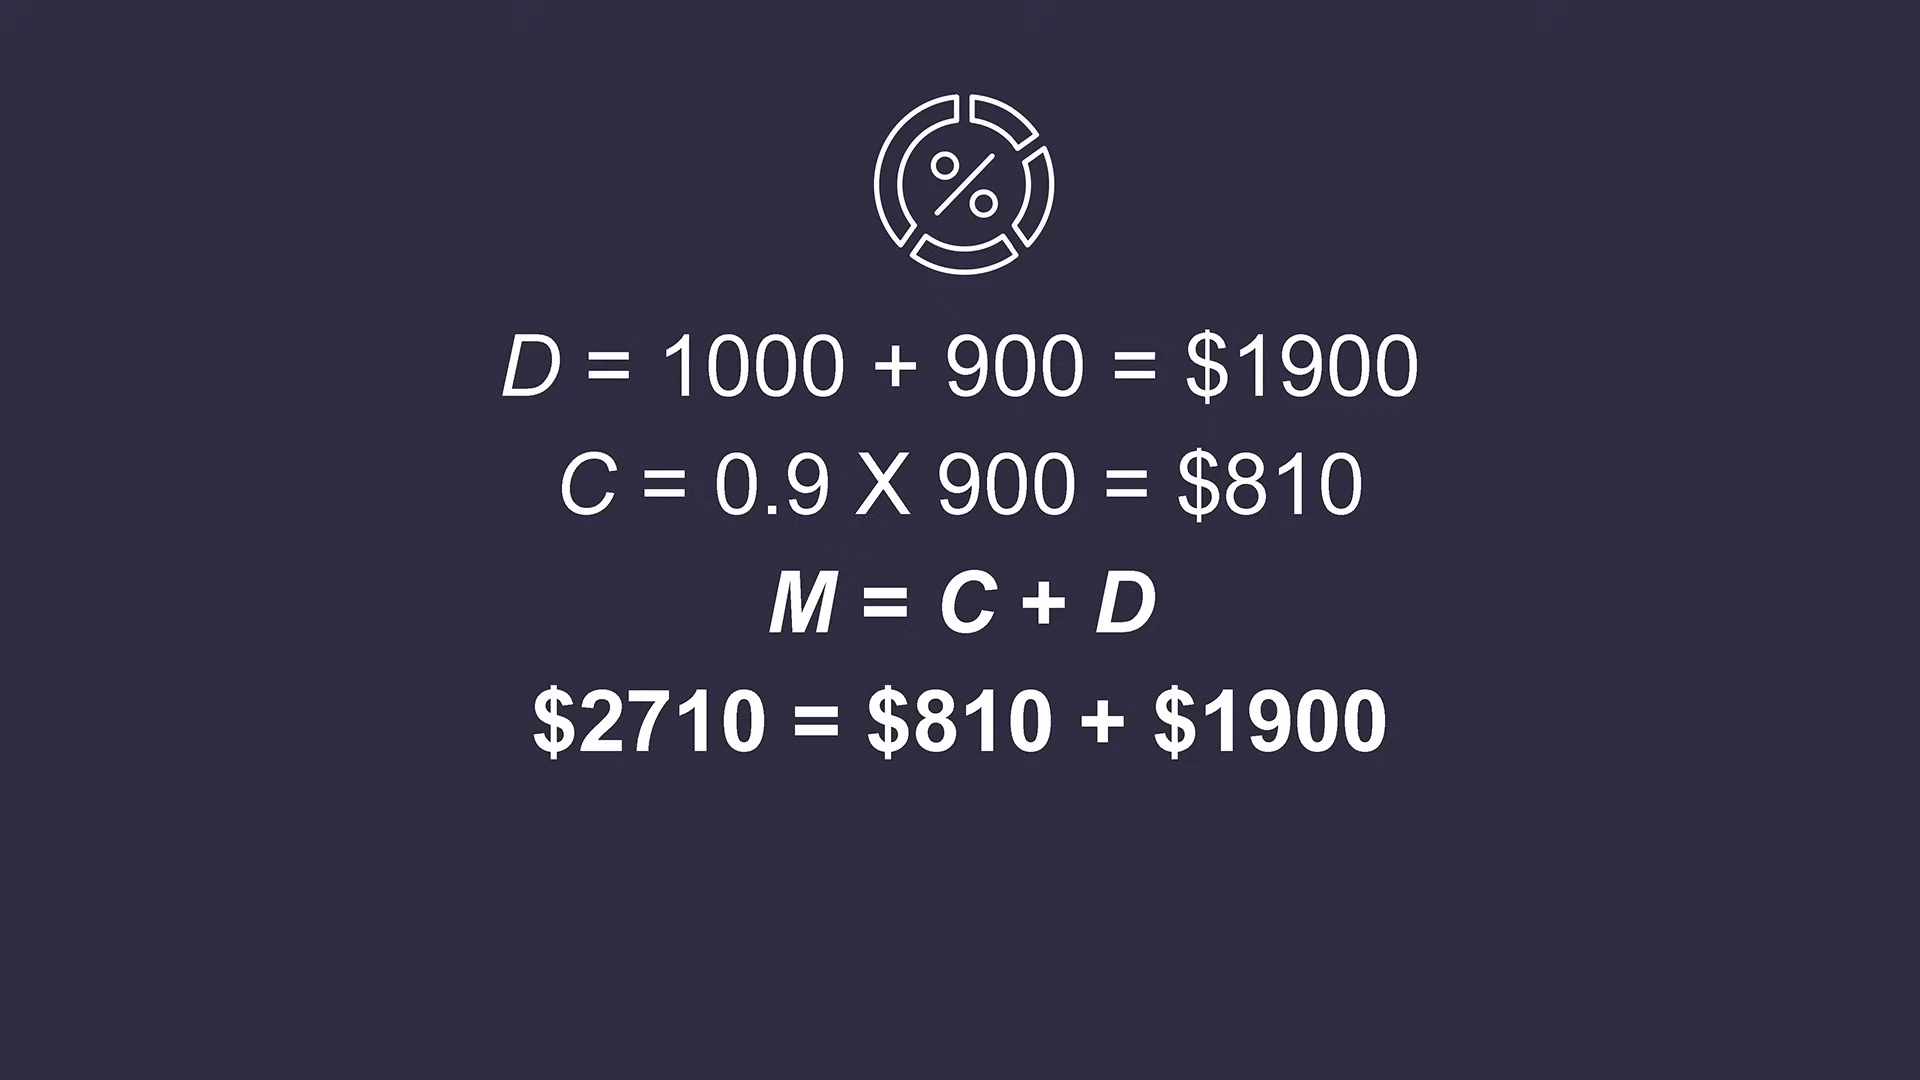 %
D = 1000 + 900 = $1900
C = 0.9 X 900 = $810
M = C + D
$2710 = $810 + $1900